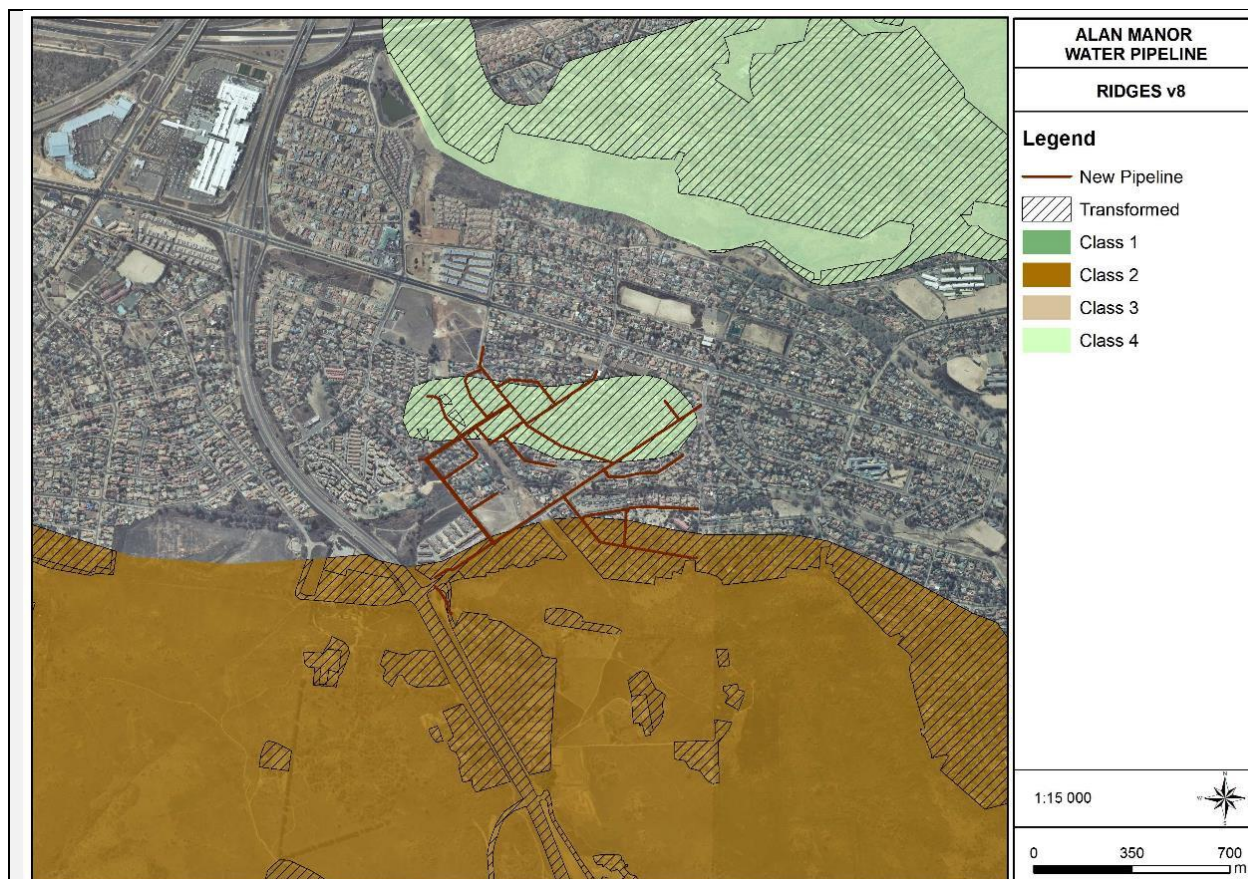 ALAN MANOR
WATER PIPELINE
RIDGES v8
Legend
New Pipeline
Transformed
Class 1
Class 2
Class 3
Class 4
1:15 000
N
W
E
S
0 350 700
m